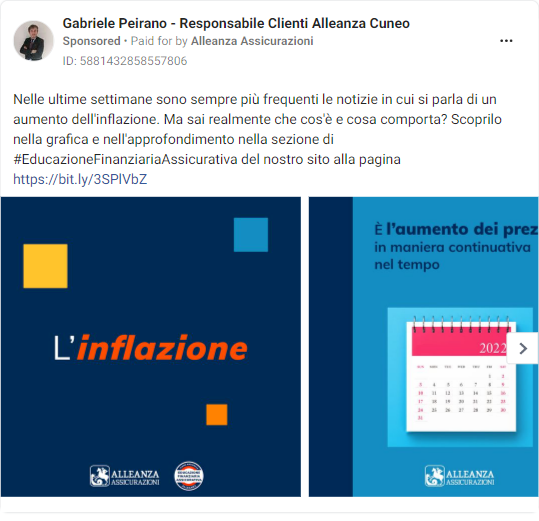 Gabriele Peirano - Responsabile Clienti Alleanza Cuneo
Sponsored • Paid for by Alleanza Assicurazioni
ID: 5881432858557806
Nelle ultime settimane sono sempre più frequenti le notizie in cui si parla di un
aumento dell'inflazione. Ma sai realmente che cos'è e cosa comporta? Scoprilo
nella grafica e nell'approfondimento nella sezione di
#EducazioneFinanziariaAssicurativa del nostro sito alla pagina
https://bit.ly/3SPlVbZ
L'inflazione
ALLEANZA
ASSICURAZIONI
EDUCAZIONE
FINANZIARIA
ASSICURATIVA
È l'aumento dei prez
in maniera continuativa
nel tempo
2022
ALLEANZA
ASSICURAZIONI